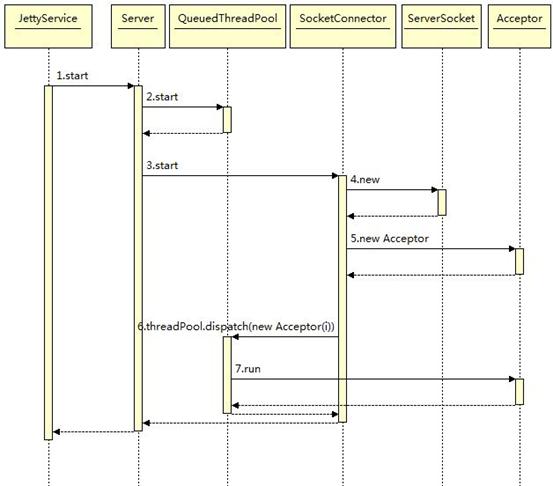 JettyService
Server
QueuedThreadPool
SocketConnector
ServerSocket
Acceptor
1.start
2.start
3.start
4.new
5.new Acceptor
6.threadPool.dispatch(new Acceptor(i))
7.run